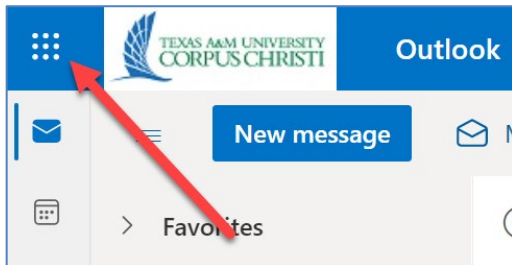 TEXAS A&M UNIVERSITY
CORPUS CHRISTI
Outlook
New message
Favorites